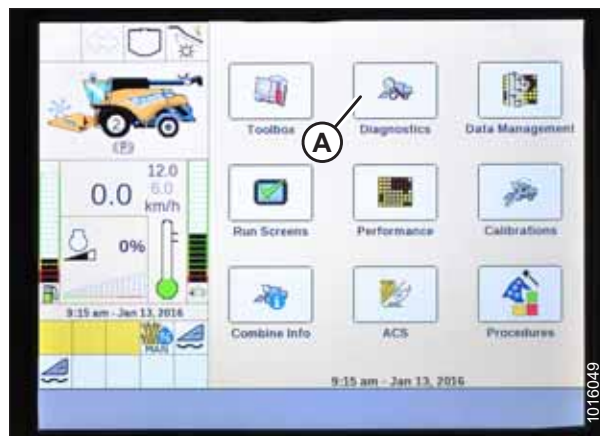 2
(P)
12.0
6.0
0.0
km/h
0%
9:15 am - Jan 13, 2016
MAN
Toolbox
Diagnostics
Data Management
A
Run Screens
Performance
Calibrations
Combine Info
ACS
Procedures
9:15 am - Jan 13, 2016
1016049